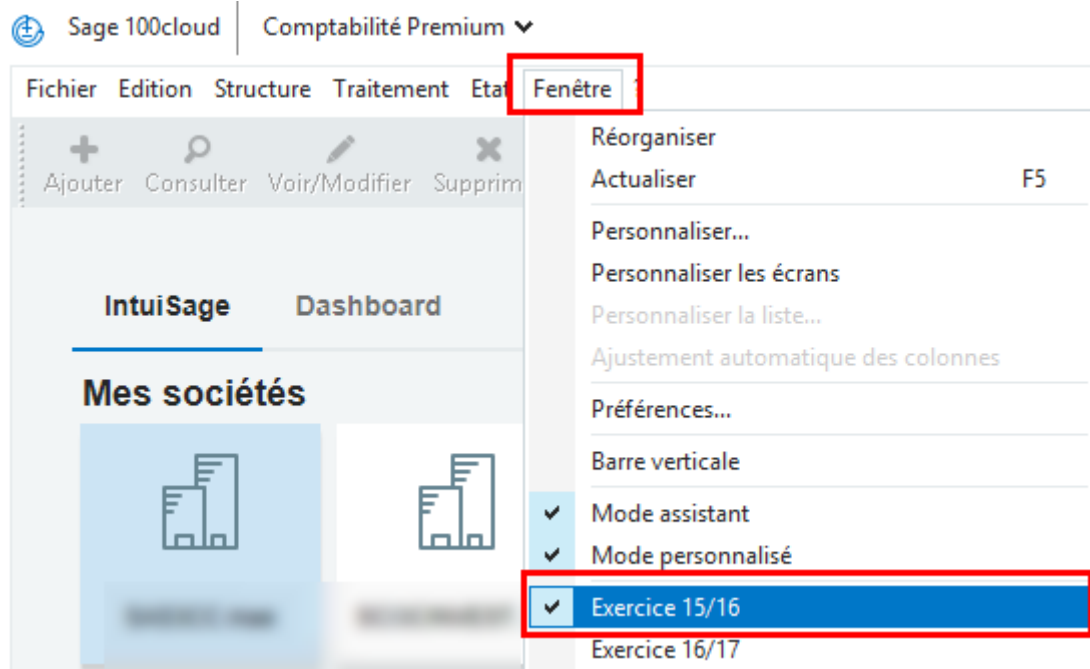 Sage 100cloud Comptabilité Premium
Fichier Edition Structure Traitement Etat Fenêtre ?
Ajouter Consulter Voir/Modifier Supprim
Réorganiser
Actualiser F5
Personnaliser...
Personnaliser les écrans
Personnaliser la liste...
Ajustement automatique des colonnes
Préférences...
Barre verticale
Mode assistant
Mode personnalisé
Exercice 15/16
Exercice 16/17
IntuiSage Dashboard
Mes sociétés